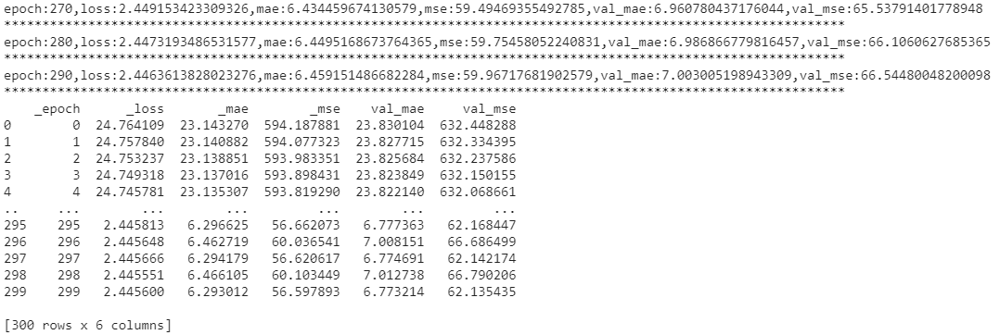 epoch:270,loss:2.449153423309326,mae:6.434459674130579,mse:59.49469355492785,val_mae:6.960780437176044,val_mse:65.53791401778948
**************************************************************************************************************
epoch:280,loss:2.4473193486531577,mae:6.4495168673764365,mse:59.75458052240831,val_mae:6.986866779816457,val_mse:66.1060627685365
**************************************************************************************************************
epoch:290,loss:2.4463613828023276,mae:6.459151486682284,mse:59.96717681902579,val_mae:7.003005198943309,val_mse:66.54480048200098
**************************************************************************************************************
_epoch _loss _mae _mse val_mae val_mse
0 0 24.764109 23.143270 594.187881 23.830104 632.448288
1 1 24.757840 23.140882 594.077323 23.827715 632.334395
2 2 24.753237 23.138851 593.983351 23.825684 632.237586
3 3 24.749318 23.137016 593.898431 23.823849 632.150155
4 4 24.745781 23.135307 593.819290 23.822140 632.068661
.. ... ... ... ... ... ...
295 295 2.445813 6.296625 56.662073 6.777363 62.168447
296 296 2.445648 6.462719 60.036541 7.008151 66.686499
297 297 2.445666 6.294179 56.620617 6.774691 62.142174
298 298 2.445551 6.466105 60.103449 7.012738 66.790206
299 299 2.445600 6.293012 56.597893 6.773214 62.135435
[300 rows x 6 columns]